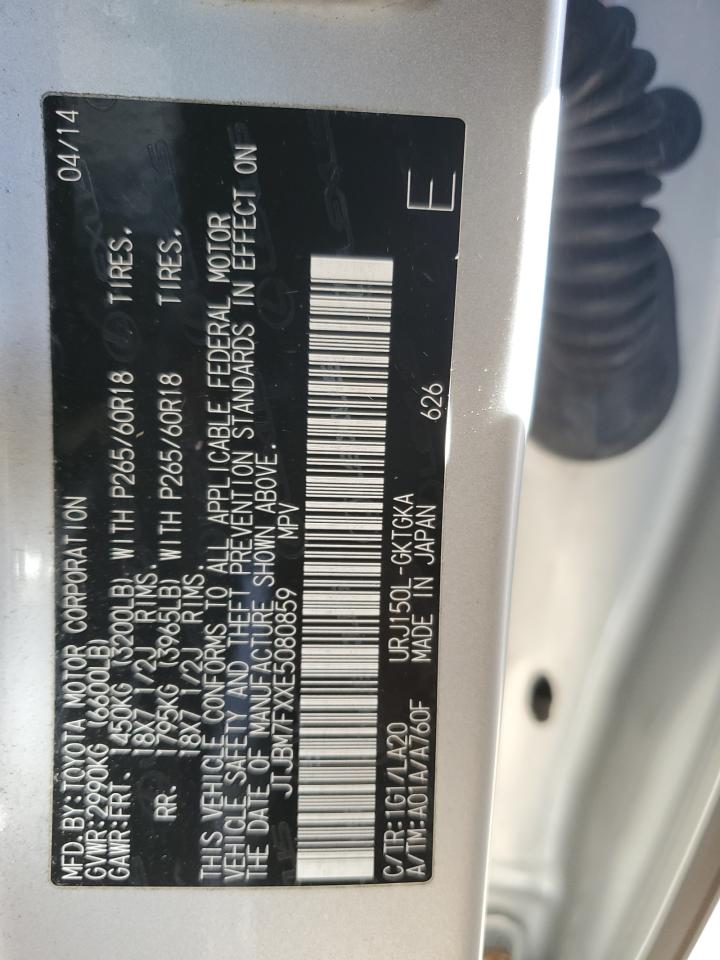 MFD.BY:TOYOTA MOTOR CORPORATION 04/14
GVWR:2990KG (6600LB)
GAWR:FRT. 1450KG (3200LB) WITH P265/60R18 TIRES.
18X7 1/2J RIMS.
RR. 1795KG (3965LB) WITH P265/60R18 TIRES.
18X7 1/2J RIMS.
THIS VEHICLE CONFORMS TO ALL APPLICABLE FEDERAL MOTOR
VEHICLE SAFETY AND THEFT PREVENTION STANDARDS IN EFFECT ON
THE DATE OF MANUFACTURE SHOWN ABOVE.
JTJBM7FXXE5080859 MPV
C/TR:1G1/LA20 URJ150L-GKTGKA
A/TM:A01A/A760F MADE IN JAPAN 626
E